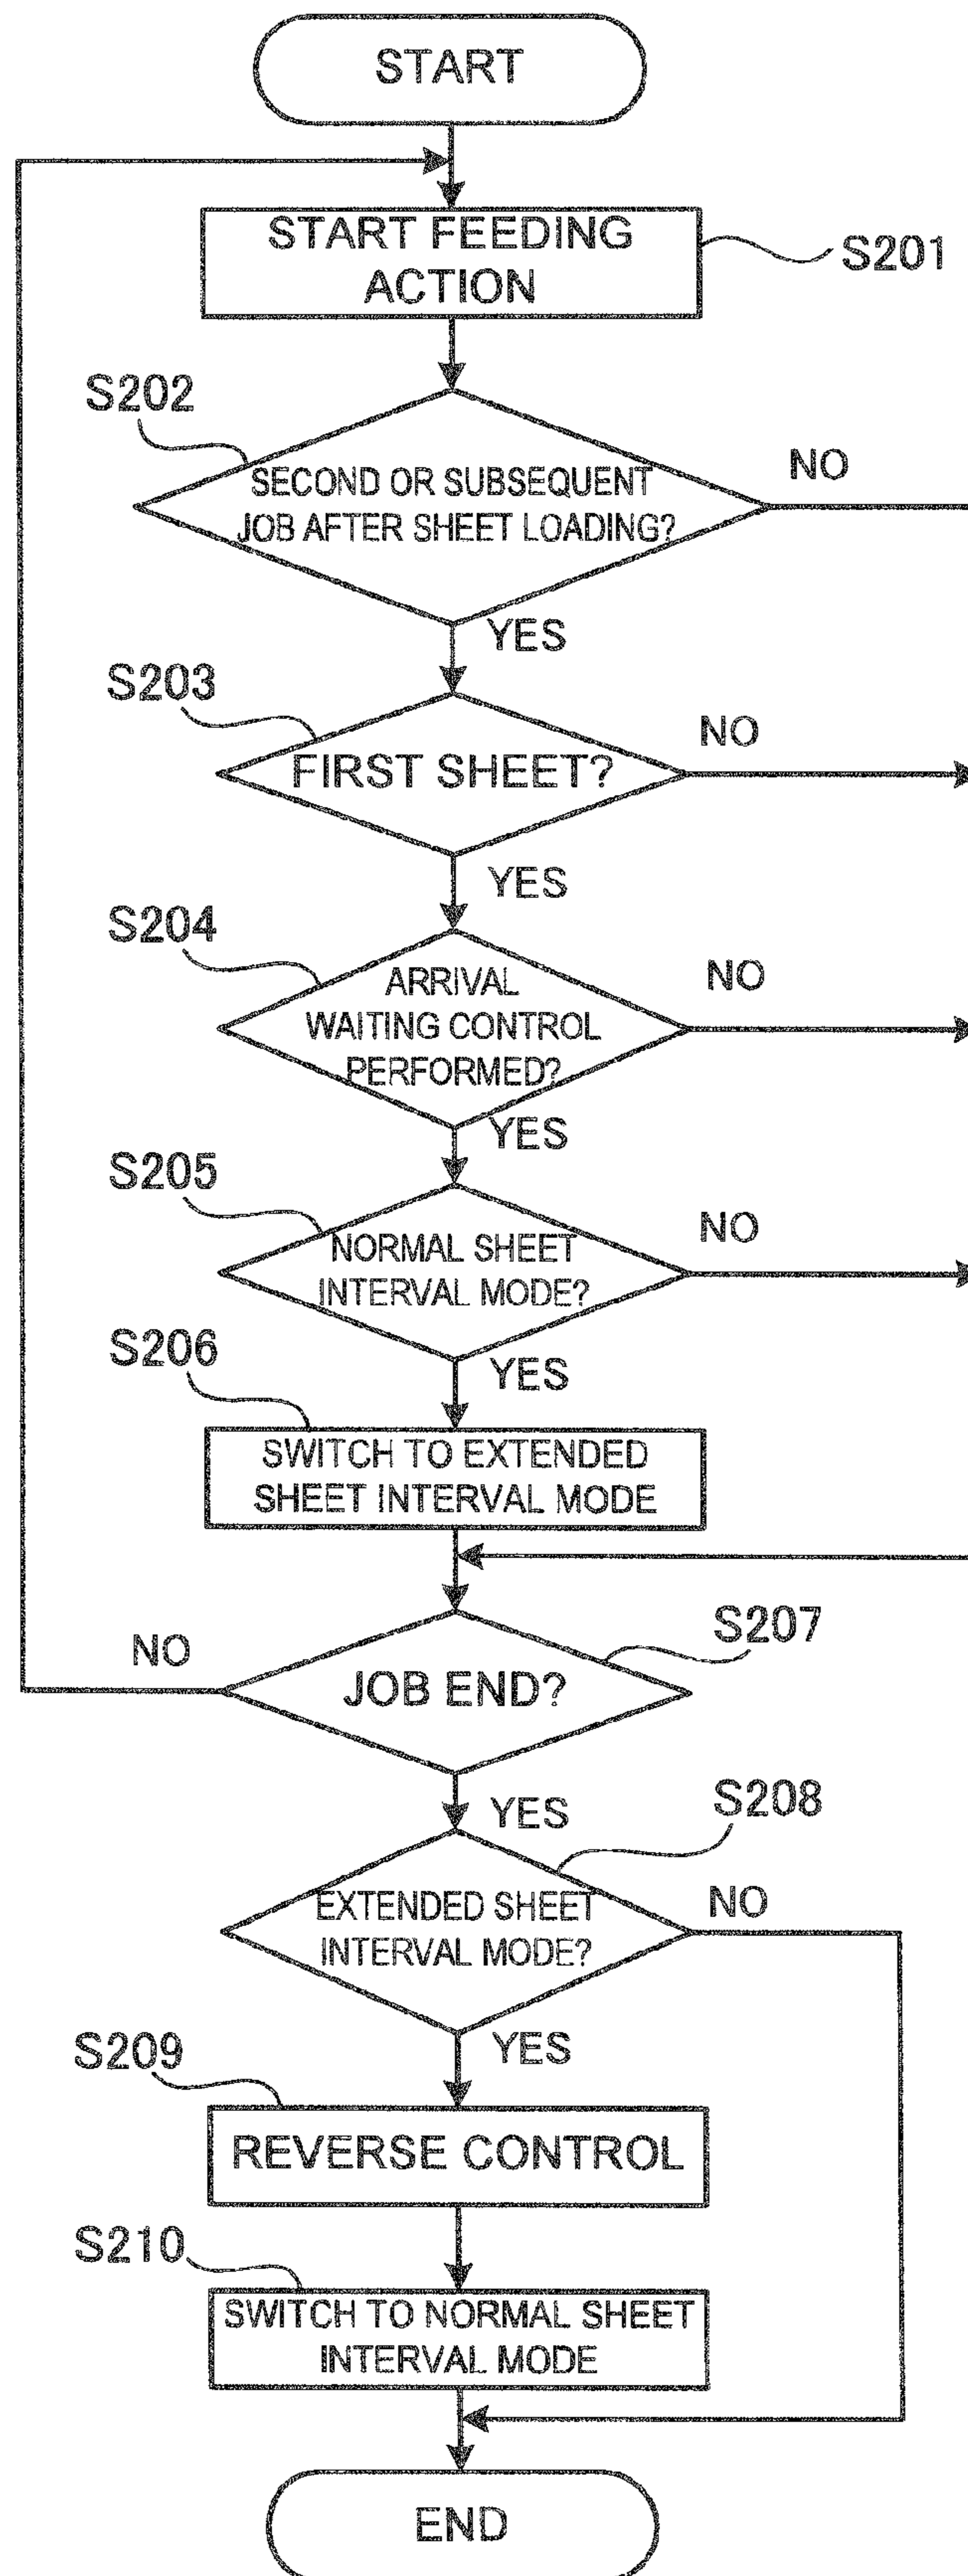 START
START FEEDING
ACTION
S201
S202
SECOND OR SUBSEQUENT
JOB AFTER SHEET LOADING?
NO
YES
S203
FIRST SHEET?
NO
YES
S204
ARRIVAL
WAITING CONTROL
PERFORMED?
NO
YES
S205
NORMAL SHEET
INTERVAL MODE?
NO
YES
S206
SWITCH TO EXTENDED
SHEET INTERVAL MODE
S207
JOB END?
NO
YES
S208
EXTENDED SHEET
INTERVAL MODE?
NO
YES
S209
REVERSE CONTROL
S210
SWITCH TO NORMAL SHEET
INTERVAL MODE
END